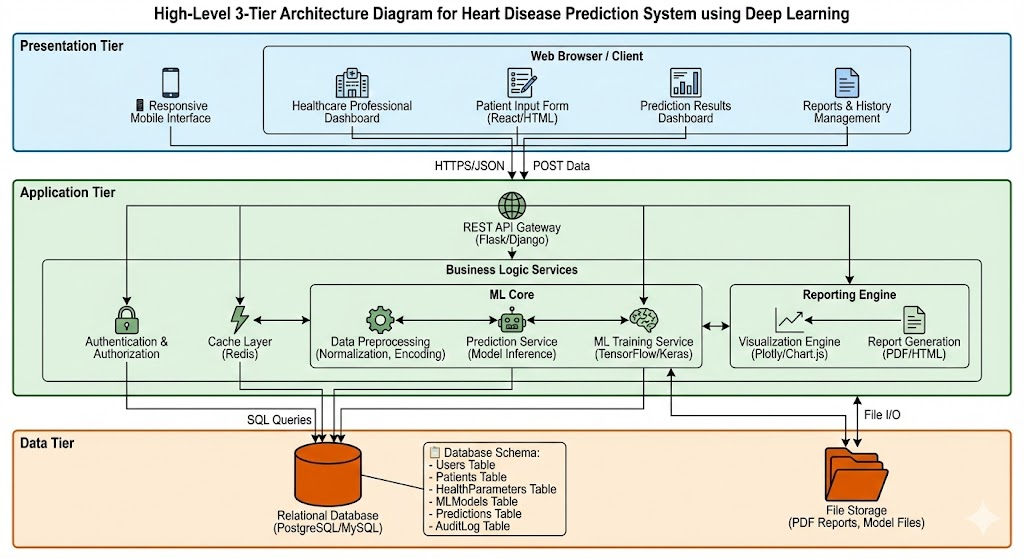 High-Level 3-Tier Architecture Diagram for Heart Disease Prediction System using Deep Learning
Presentation Tier
Web Browser / Client
Responsive
Mobile Interface
Healthcare Professional
Dashboard
Patient Input Form
(React/HTML)
Prediction Results
Dashboard
Reports & History
Management
HTTPS/JSON
POST Data
Application Tier
REST API Gateway
(Flask/Django)
Business Logic Services
ML Core
Reporting Engine
Authentication &
Authorization
Cache Layer
(Redis)
Data Preprocessing
(Normalization, Encoding)
Prediction Service
(Model Inference)
ML Training Service
(TensorFlow/Keras)
Visualization Engine
(Plotly/Chart.js)
Report Generation
(PDF/HTML)
SQL Queries
File I/O
Data Tier
Relational Database
(PostgreSQL/MySQL)
Database Schema:
- Users Table
- Patients Table
- HealthParameters Table
- MLModels Table
- Predictions Table
- AuditLog Table
File Storage
(PDF Reports, Model Files)